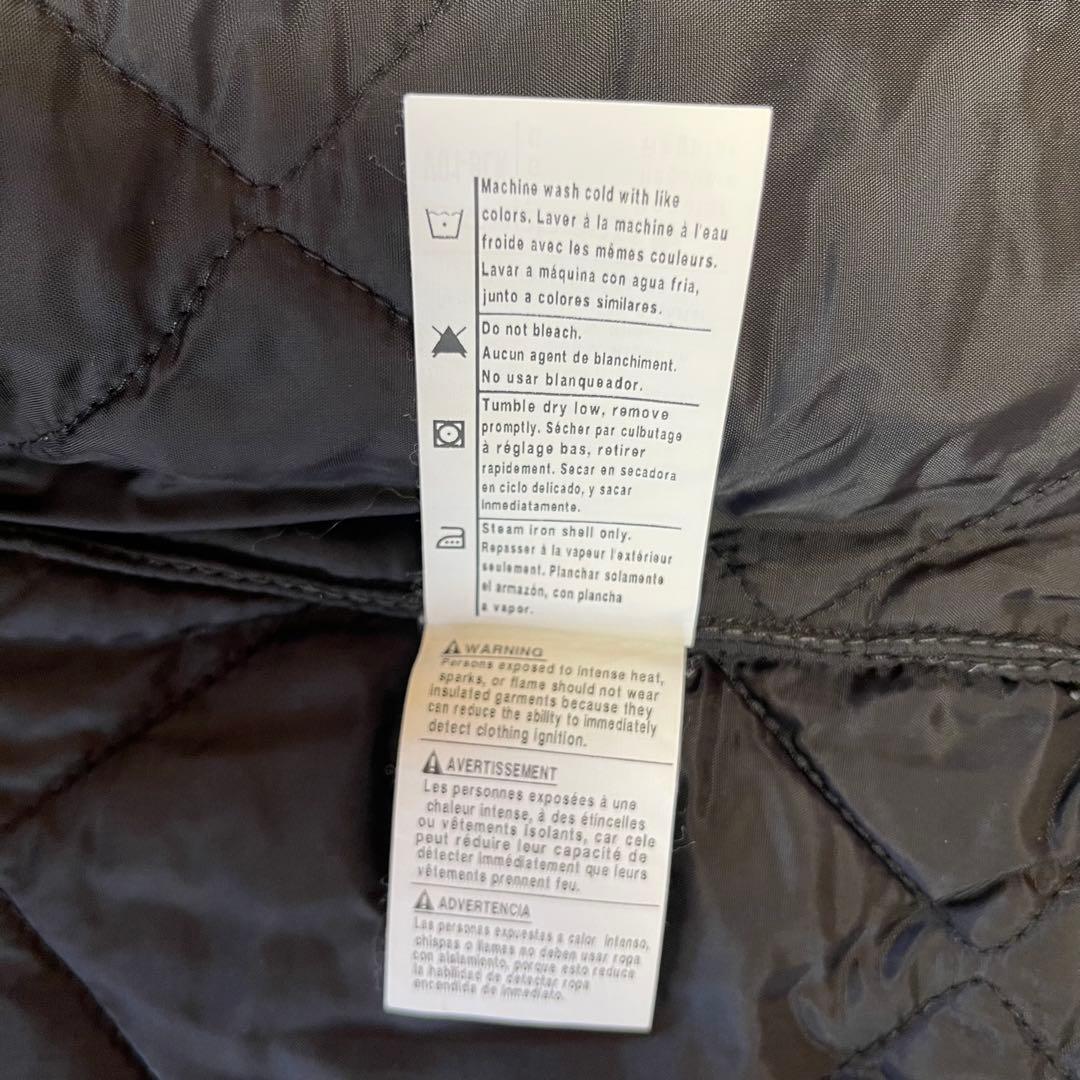 Machine wash cold with like
colors. Laver à la machine à l'eau
froide avec les mêmes couleurs.
Lavar a máquina con agua fria,
junto a colores similares.
Do not bleach.
Aucun agent de blanchiment.
No usar blanqueador.
Tumble dry low, remove
promptly. Sécher par culbutage
à réglage bas, retirer
rapidement. Secar en secadora
en ciclo delicado, y sacar
inmediatamente.
Steam iron shell only.
Repasser à la vapeur l'extérieur
seulement. Planchar solamente
el armazón, con plancha
a vapor.
WARNING
Persons exposed to intense heat,
sparks, or flame should not wear
insulated garments because they
can reduce the ability to immediately
detect clothing ignition.
AVERTISSEMENT
Les personnes exposées à une
chaleur intense, à des étincelles
ou vêtements isolants, car cele
peut réduire leur capacité de
détecter immédiatement que leurs
vêtements prennent feu.
ADVERTENCIA
Las personas expuestas a calor intenso,
chispas o llamas no deben usar ropa
con aislamiento, porque esto reduce
la habilidad de detectar ropa
encendida de inmediato.